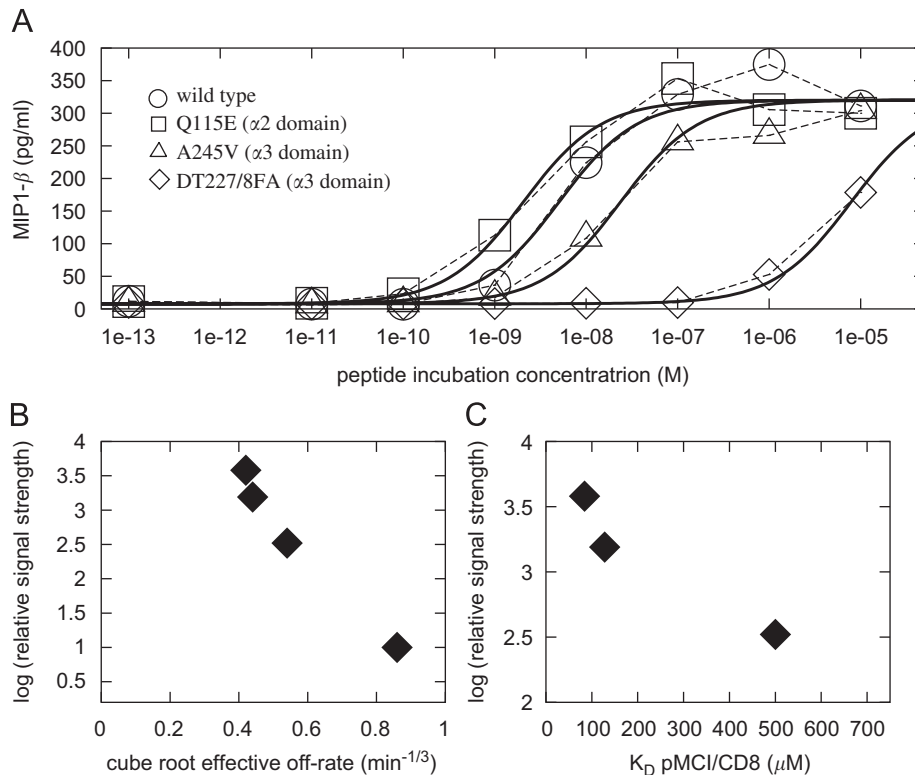 A
MIP1-β (pg/ml)
400
350
300
250
200
150
100
50
0
wild type
Q115E (α2 domain)
A245V (α3 domain)
DT227/8FA (α3 domain)
1e-13 1e-12 1e-11 1e-10 1e-09 1e-08 1e-07 1e-06 1e-05
peptide incubation concentratrion (M)
B
log (relative signal strength)
4
3.5
3
2.5
2
1.5
1
0.5
0 0.2 0.4 0.6 0.8 1
cube root effective off-rate (min-1/3)
C
log (relative signal strength)
4
3.5
3
2.5
2
0 100 200 300 400 500 600 700
KD pMCI/CD8 (μM)